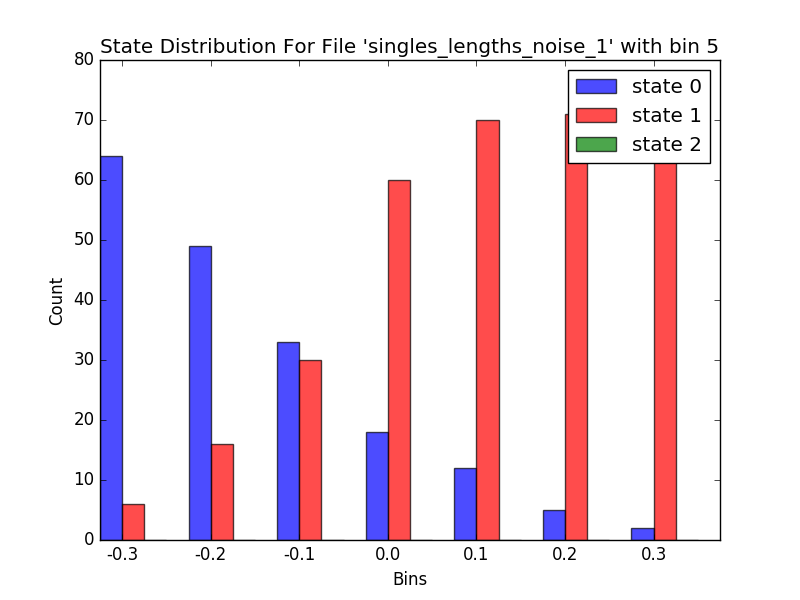 State Distribution For File 'singles_lengths_noise_1' with bin 5
80
70
60
50
40
30
20
10
0
Count
state 0
state 1
state 2
-0.3 -0.2 -0.1 0.0 0.1 0.2 0.3
Bins